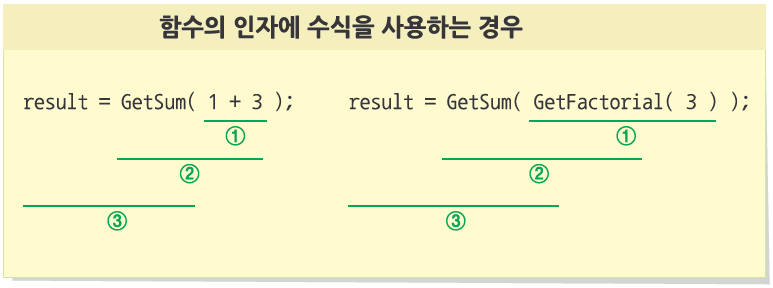 함수의 인자에 수식을 사용하는 경우
result = GetSum( 1 + 3 ); result = GetSum( GetFactorial( 3 ) );
① ①
② ②
③ ③